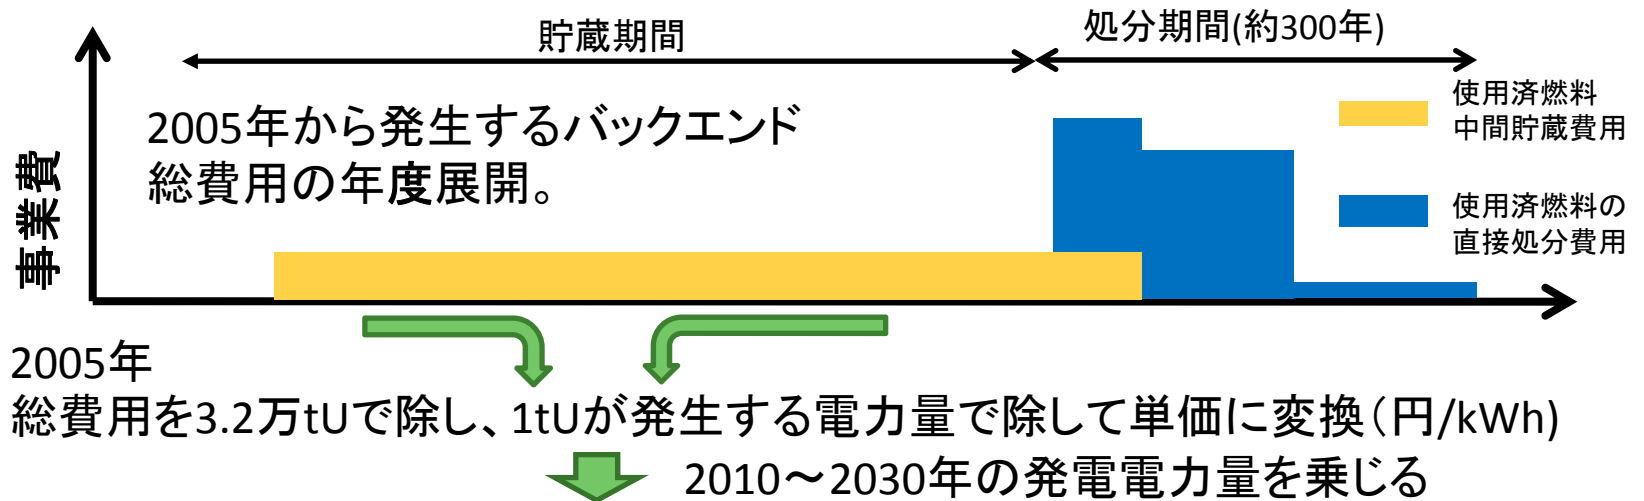 貯蔵期間
処分期間(約300年)
事業費
2005年から発生するバックエンド
総費用の年度展開。
使用済燃料
中間貯蔵費用
使用済燃料の
直接処分費用
2005年
総費用を3.2万tUで除し、1tUが発生する電力量で除して単価に変換（円/kWh)
2010～2030年の発電電力量を乗じる